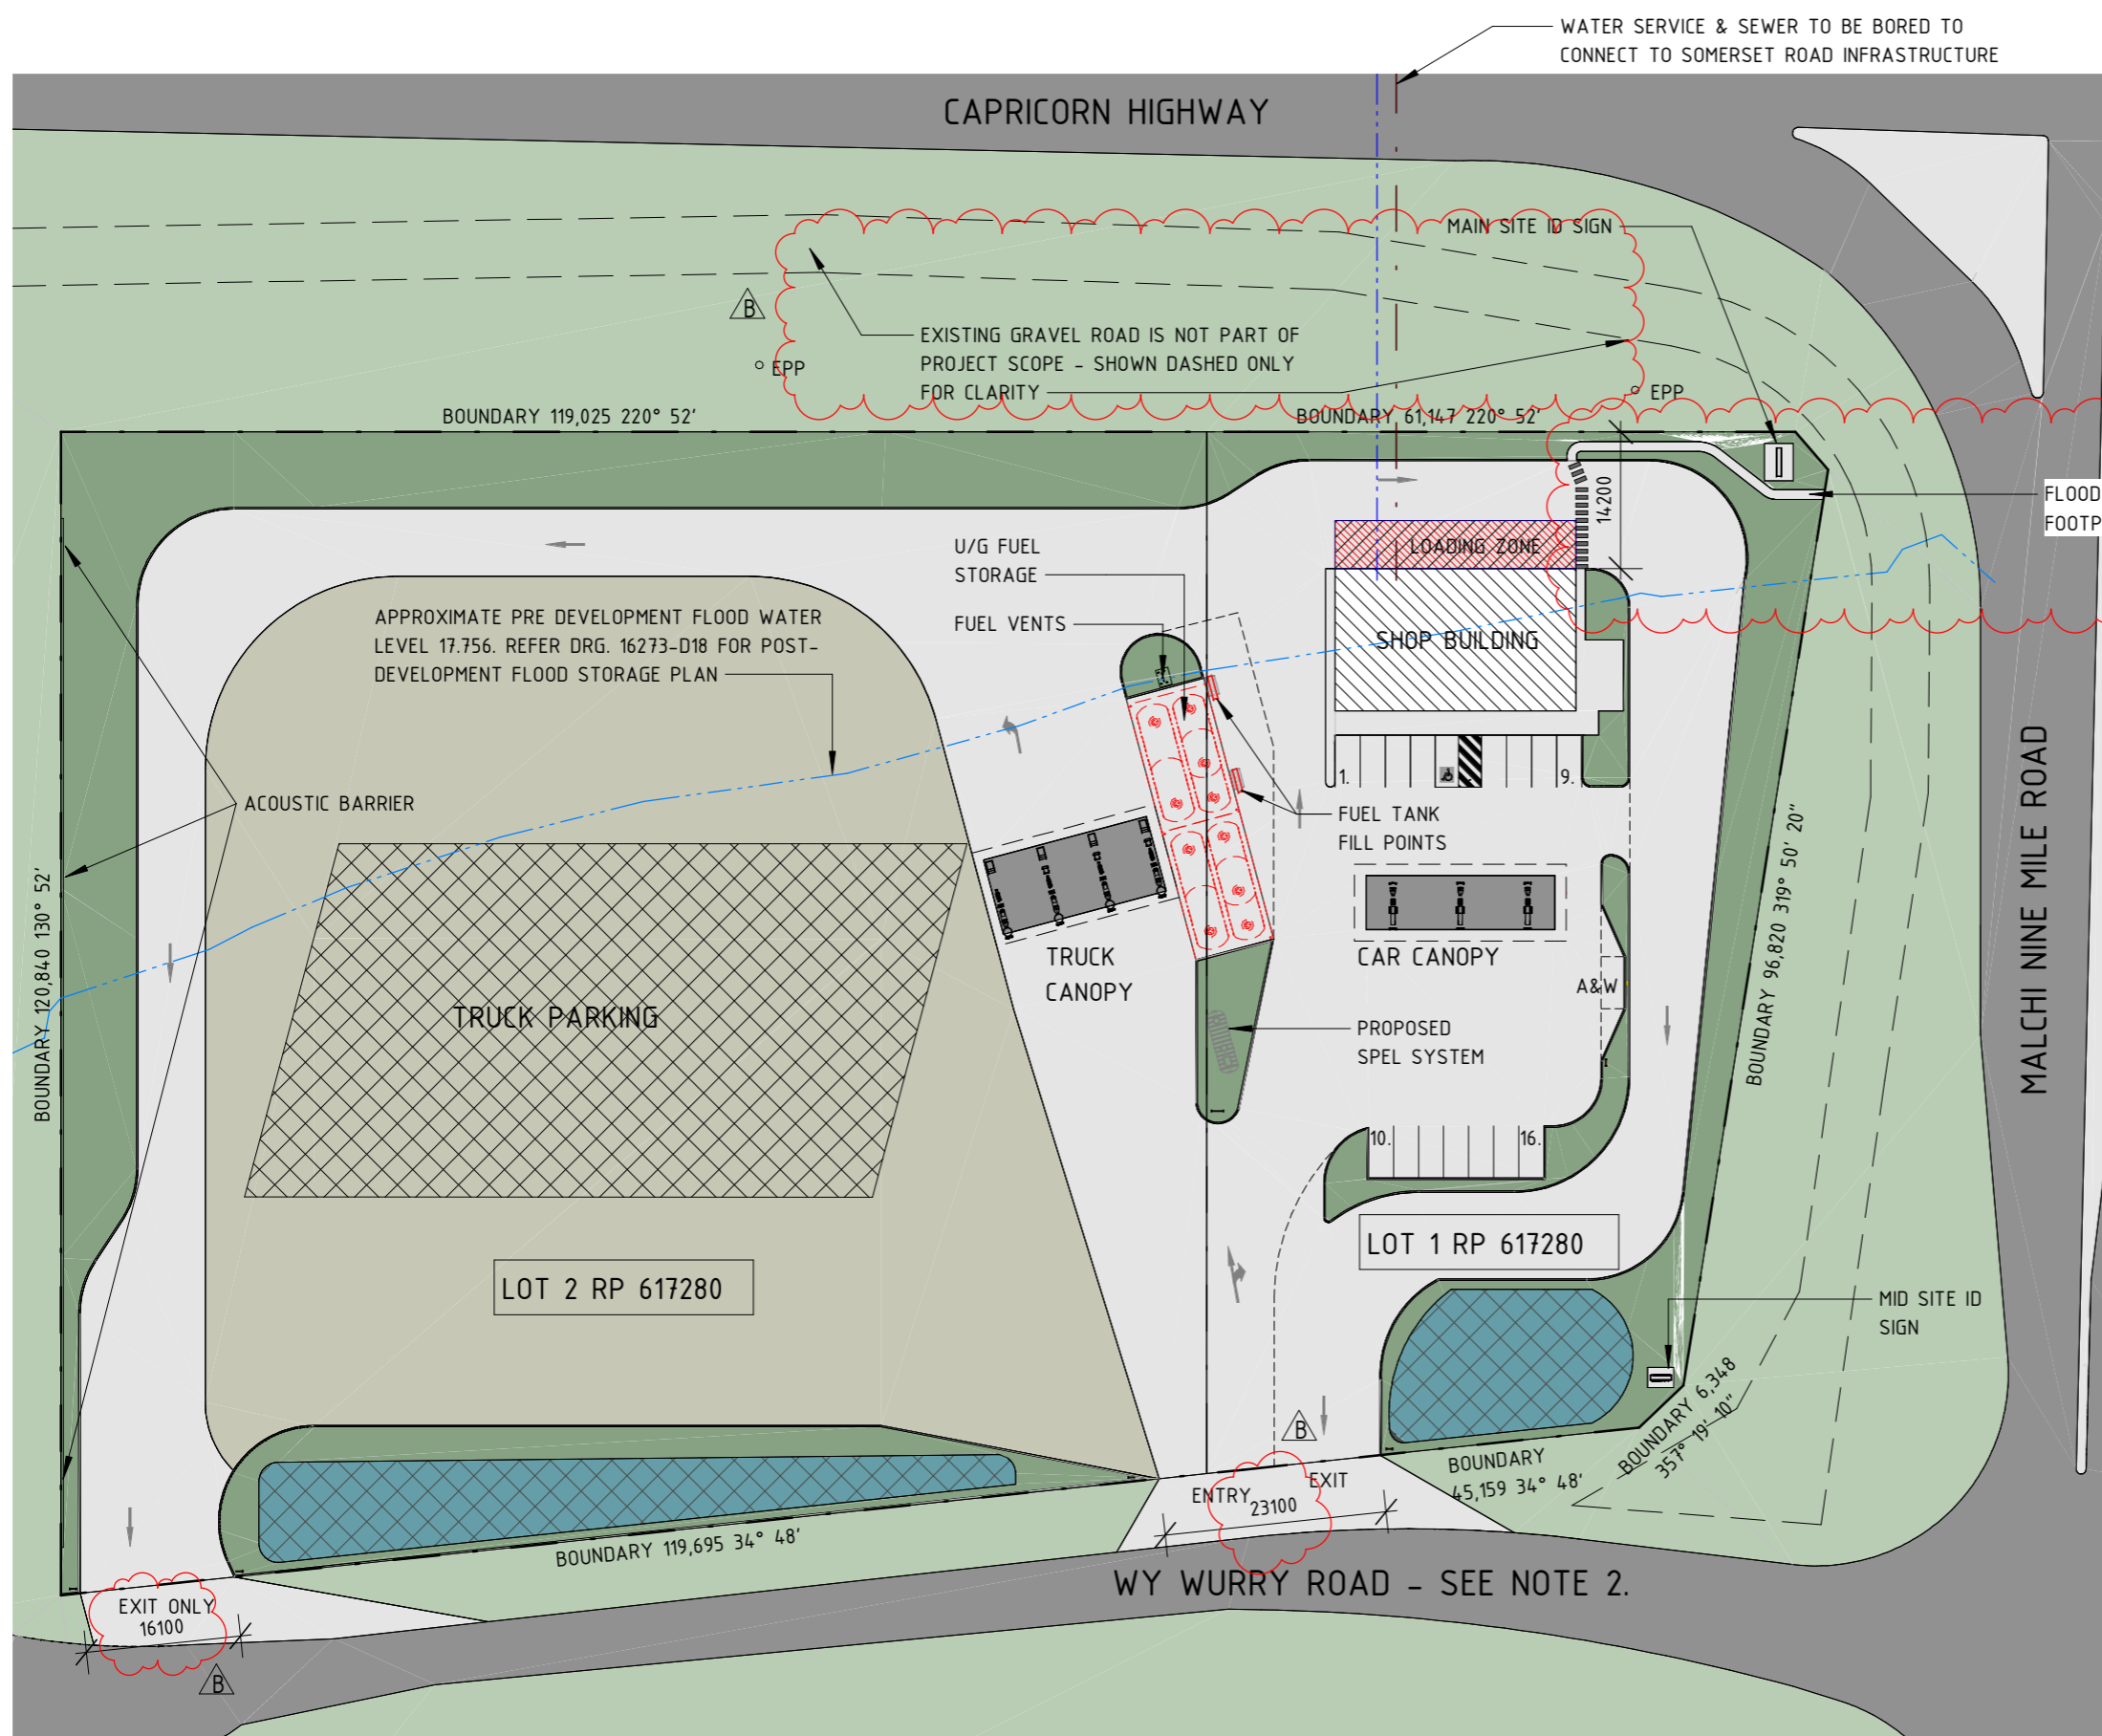 WATER SERVICE & SEWER TO BE BORED TO
CONNECT TO SOMERSET ROAD INFRASTRUCTURE
CAPRICORN HIGHWAY
MAIN SITE ID SIGN
B
EXISTING GRAVEL ROAD IS NOT PART OF
PROJECT SCOPE - SHOWN DASHED ONLY
FOR CLARITY
EPP
EPP
BOUNDARY 119,025 220° 52'
BOUNDARY 61,147 220° 52'
14200
FLOOD
FOOTP
U/G FUEL
STORAGE
LOADING ZONE
FUEL VENTS
APPROXIMATE PRE DEVELOPMENT FLOOD WATER
LEVEL 17.756. REFER DRG. 16273-D18 FOR POST-
DEVELOPMENT FLOOD STORAGE PLAN
SHOP BUILDING
1.
9.
ACOUSTIC BARRIER
FUEL TANK
FILL POINTS
BOUNDARY 120,840 130° 52'
BOUNDARY 96,820 319° 50' 20"
MALCHI NINE MILE ROAD
TRUCK
CANOPY
CAR CANOPY
A&W
TRUCK PARKING
PROPOSED
SPEL SYSTEM
10.
16.
LOT 1 RP 617280
LOT 2 RP 617280
MID SITE ID
SIGN
BOUNDARY 6,348
357° 19' 10"
B
BOUNDARY
45,159 34° 48'
ENTRY
EXIT
23100
BOUNDARY 119,695 34° 48'
WY WURRY ROAD - SEE NOTE 2.
EXIT ONLY
16100
B